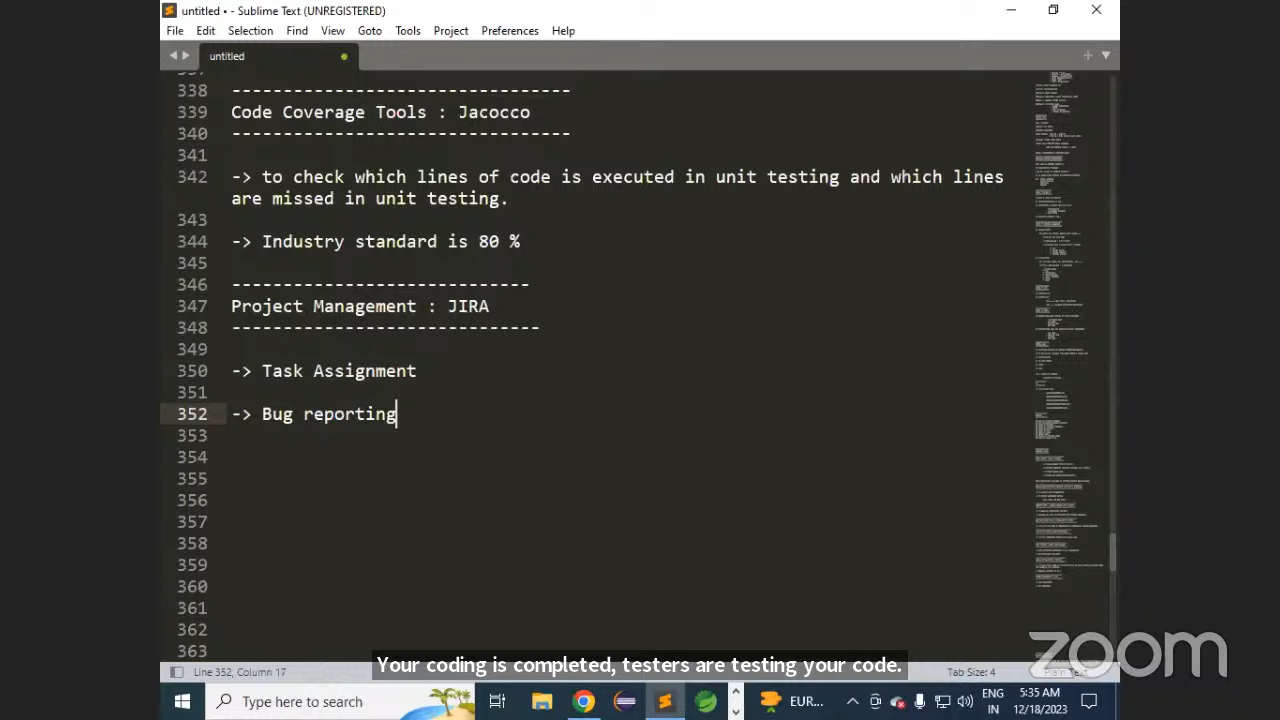 untitled • - Sublime Text (UNREGISTERED)
File Edit Selection Find View Goto Tools Project Preferences Help
untitled
338 ---------------------------------
339 Code Coverage Tools : Jacocco
340 ---------------------------------
341
342 -> to check which lines of code is executed in unit testing and which lines
are missed in unit testing.
343
344 -> Industry standard is 80 %
345
346 -----------------------------
347 Project Management : JIRA
348 ------------------------------
349
350 -> Task Assignment
351
352 -> Bug reporting
353
354
355
356
357
358
359
360
361
362
363
zoom
Your coding is completed, testers are testing your code.
Line 352, Column 17
Tab Size: 4
Plain Text
Type here to search
EUR...
ENG
IN
5:35 AM
12/18/2023